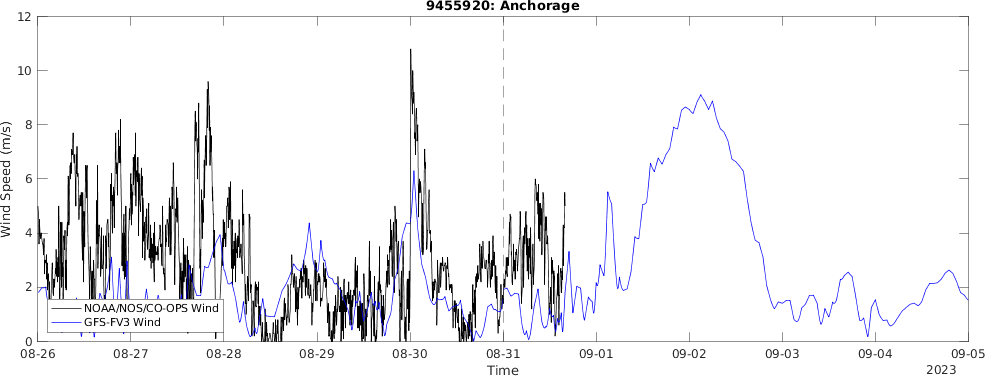 9455920: Anchorage
12
10
8
6
4
2
0
Wind Speed (m/s)
NOAA/NOS/CO-OPS Wind
GFS-FV3 Wind
08-26 08-27 08-28 08-29 08-30 08-31 09-01 09-02 09-03 09-04 09-05
Time
2023